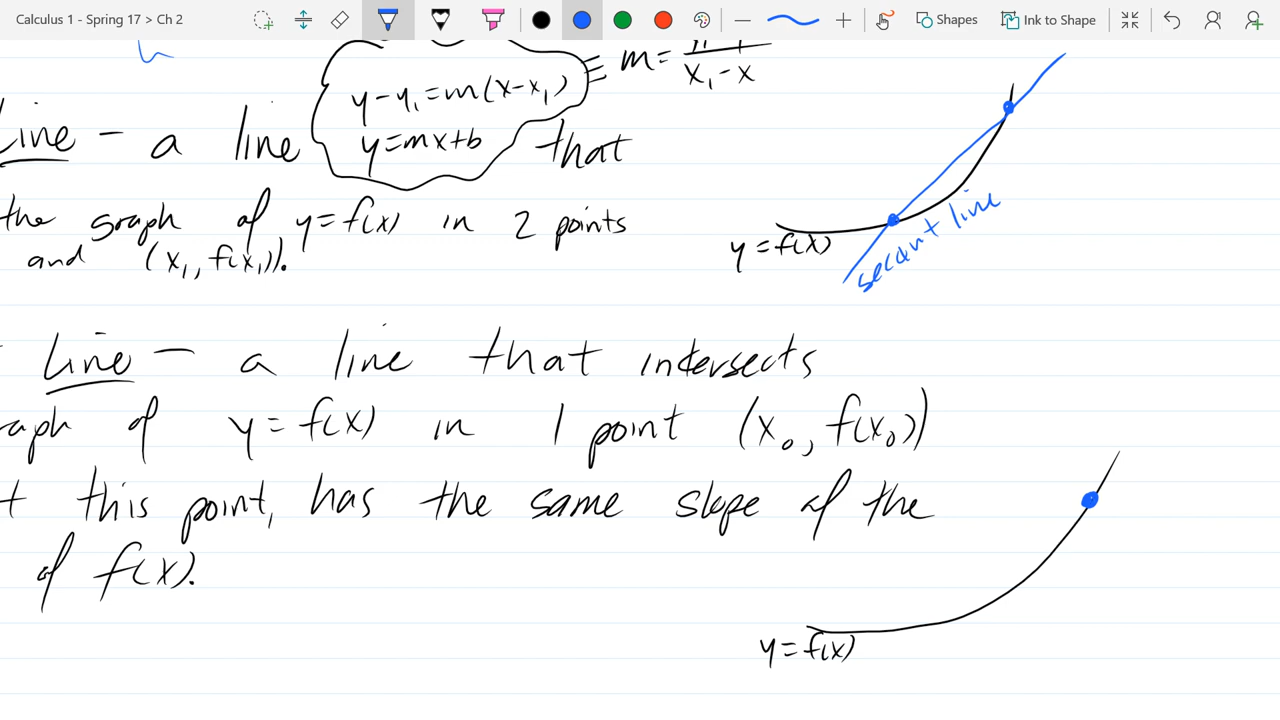 Calculus 1 - Spring 17 > Ch 2
Shapes
Ink to Shape
y-y₁=m(x-x₁) ≡ m=
x₁-x
y=mx+b
Line - a line that
the graph of y=f(x) in 2 points
and (x₁, f(x₁)).
y=f(x)
secant line
Line - a line that intersects
raph of y=f(x) in 1 point (x₀, f(x₀))
t this point, has the same slope of the
of f(x).
y=f(x)